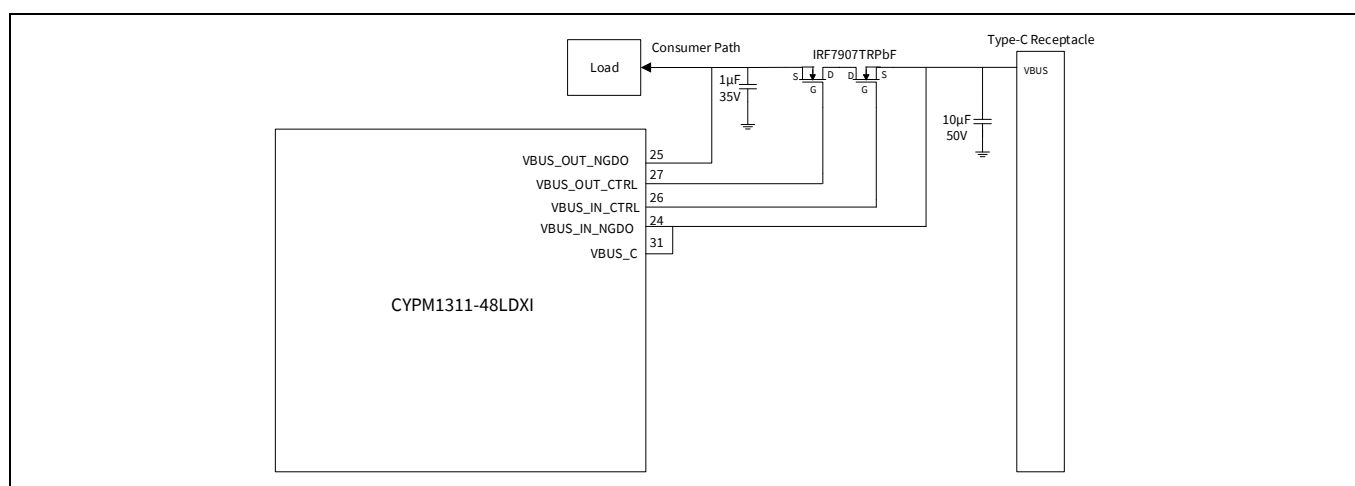 Type-C Receptacle
Consumer Path
IRF7907TRPbF
Load
VBUS
S
D
D
S
G
G
1µF
35V
10µF
50V
VBUS_OUT_NGDO
25
VBUS_OUT_CTRL
27
VBUS_IN_CTRL
26
VBUS_IN_NGDO
24
VBUS_C
31
CYPM1311-48LDXI